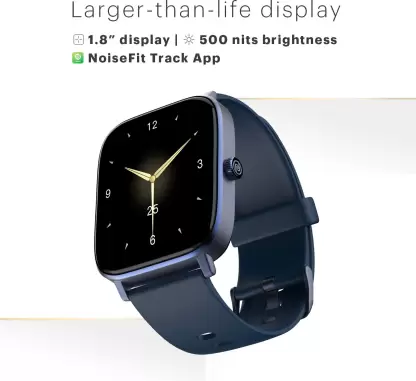 Larger-than-life display
1.8” display | 500 nits brightness
NoiseFit Track App
12
3
9
25
6